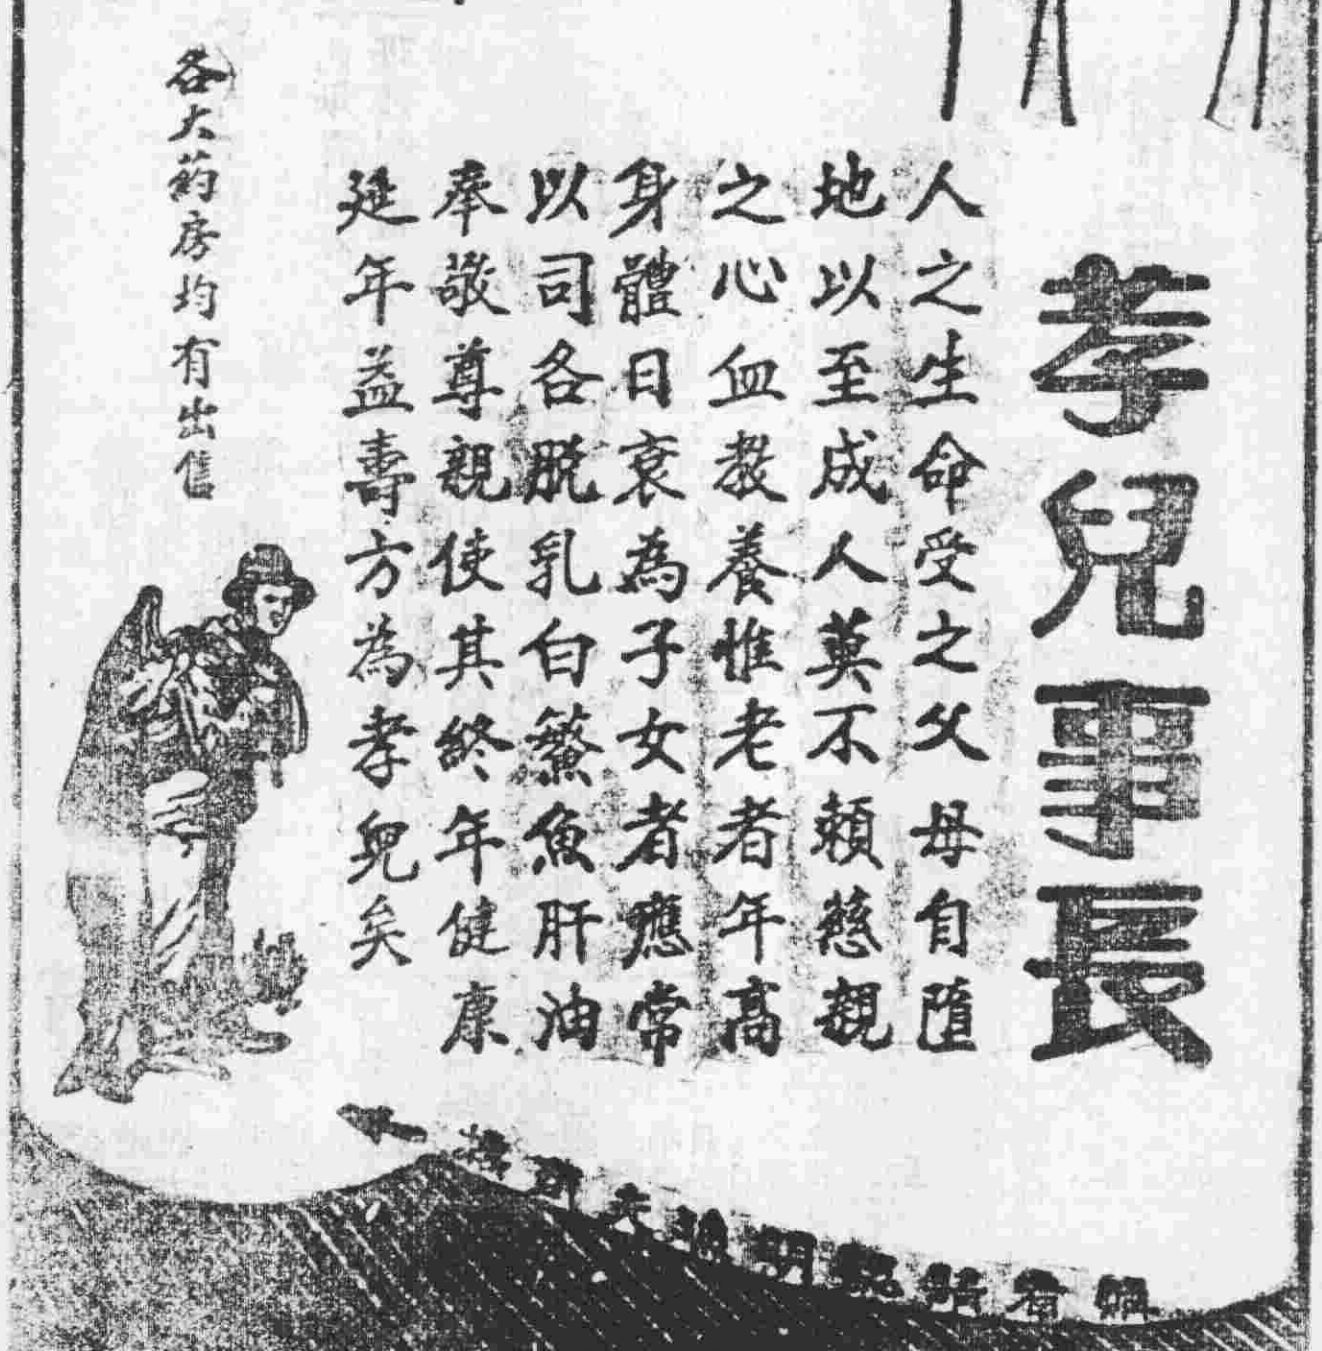 孝兒事長
人之生命受之父母自墮
地以至成人莫不賴慈親
之心血教養惟老者年高
身體日衰為子女者應常
以司各脫乳白鰵魚肝油
奉敬尊親使其終年健康
延年益壽方為孝兒矣
各大葯房均有出售